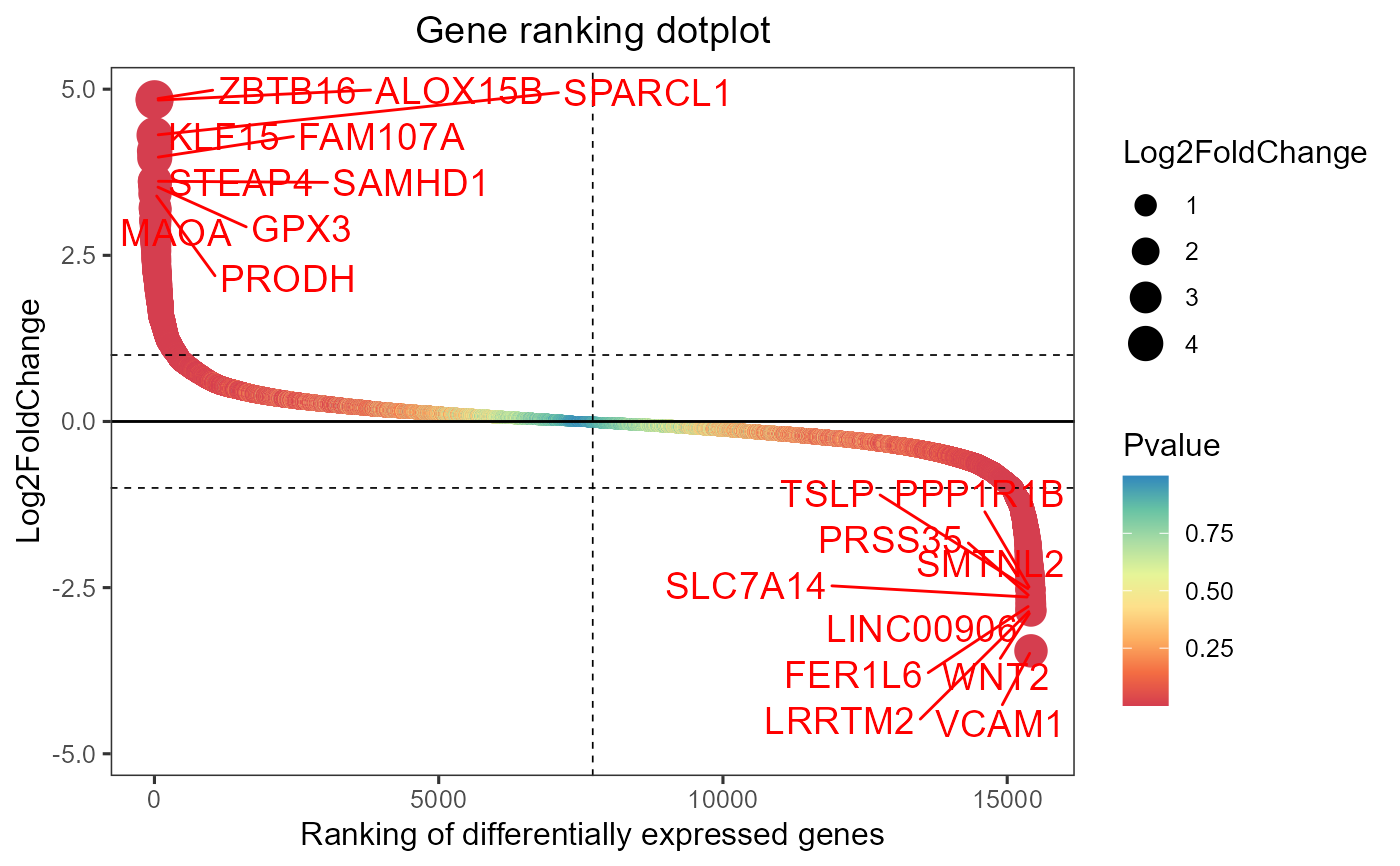 Gene ranking dotplot
Log2FoldChange
5.0
2.5
0.0
-2.5
-5.0
ZBTB16 ALOX15B SPARCL1
KLF15 FAM107A
STEAP4 SAMHD1
MAOA GPX3
PRODH
TSLP PPP1R1B
PRSS35
SMTNL2
SLC7A14
LINC00906
FER1L6 WNT2
LRRTM2 VCAM1
0 5000 10000 15000
Ranking of differentially expressed genes
Log2FoldChange
1
2
3
4
Pvalue
0.75
0.50
0.25